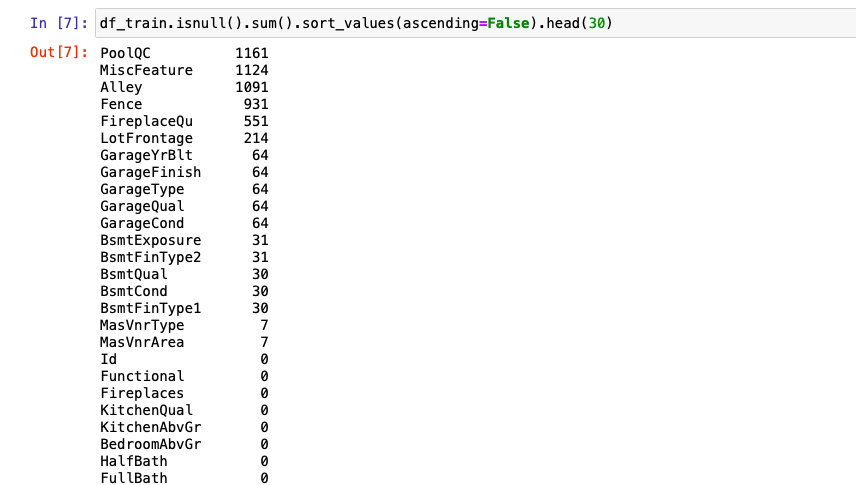 In [7]: df_train.isnull().sum().sort_values(ascending=False).head(30)
Out[7]: PoolQC 1161
MiscFeature 1124
Alley 1091
Fence 931
FireplaceQu 551
LotFrontage 214
GarageYrBlt 64
GarageFinish 64
GarageType 64
GarageQual 64
GarageCond 64
BsmtExposure 31
BsmtFinType2 31
BsmtQual 30
BsmtCond 30
BsmtFinType1 30
MasVnrType 7
MasVnrArea 7
Id 0
Functional 0
Fireplaces 0
KitchenQual 0
KitchenAbvGr 0
BedroomAbvGr 0
HalfBath 0
FullBath 0